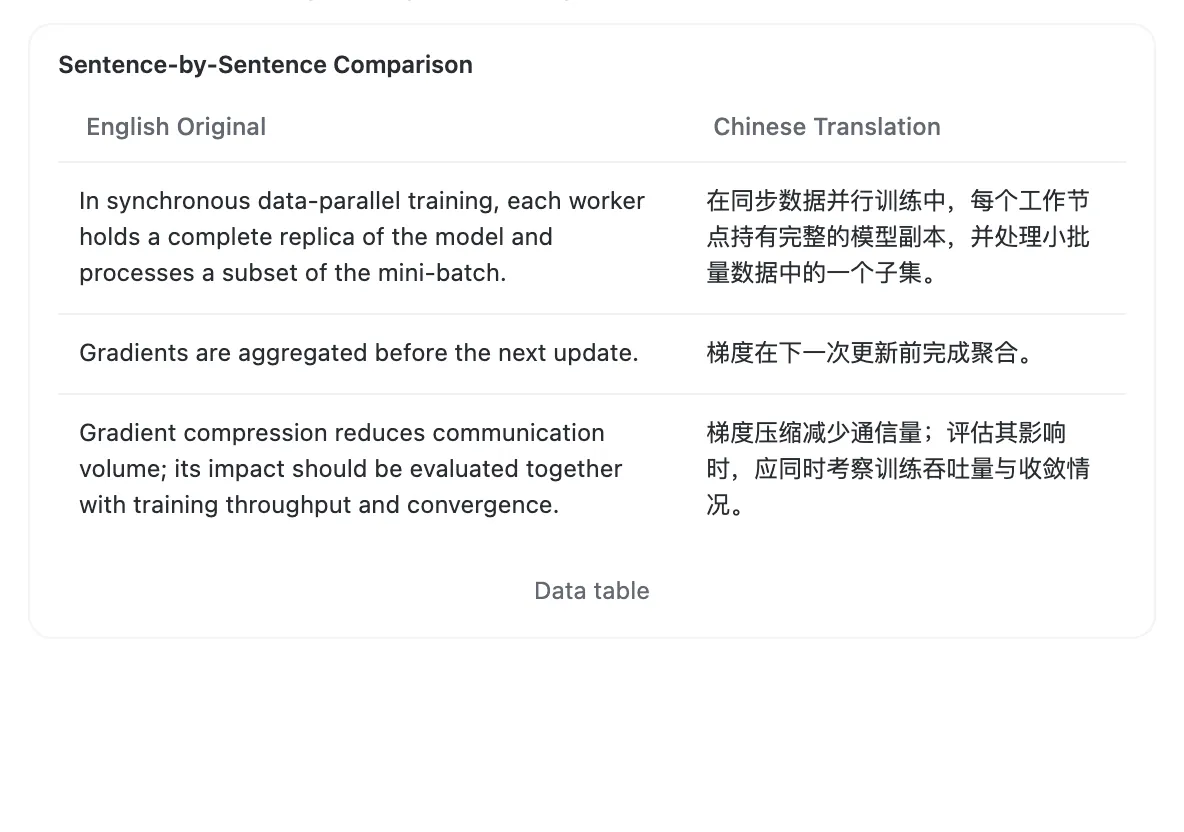 Sentence-by-Sentence Comparison
English Original
Chinese Translation
In synchronous data-parallel training, each worker
holds a complete replica of the model and
processes a subset of the mini-batch.
在同步数据并行训练中，每个工作节
点持有完整的模型副本，并处理小批
量数据中的一个子集。
Gradients are aggregated before the next update.
梯度在下一次更新前完成聚合。
Gradient compression reduces communication
volume; its impact should be evaluated together
with training throughput and convergence.
梯度压缩减少通信量；评估其影响
时，应同时考察训练吞吐量与收敛情
况。
Data table